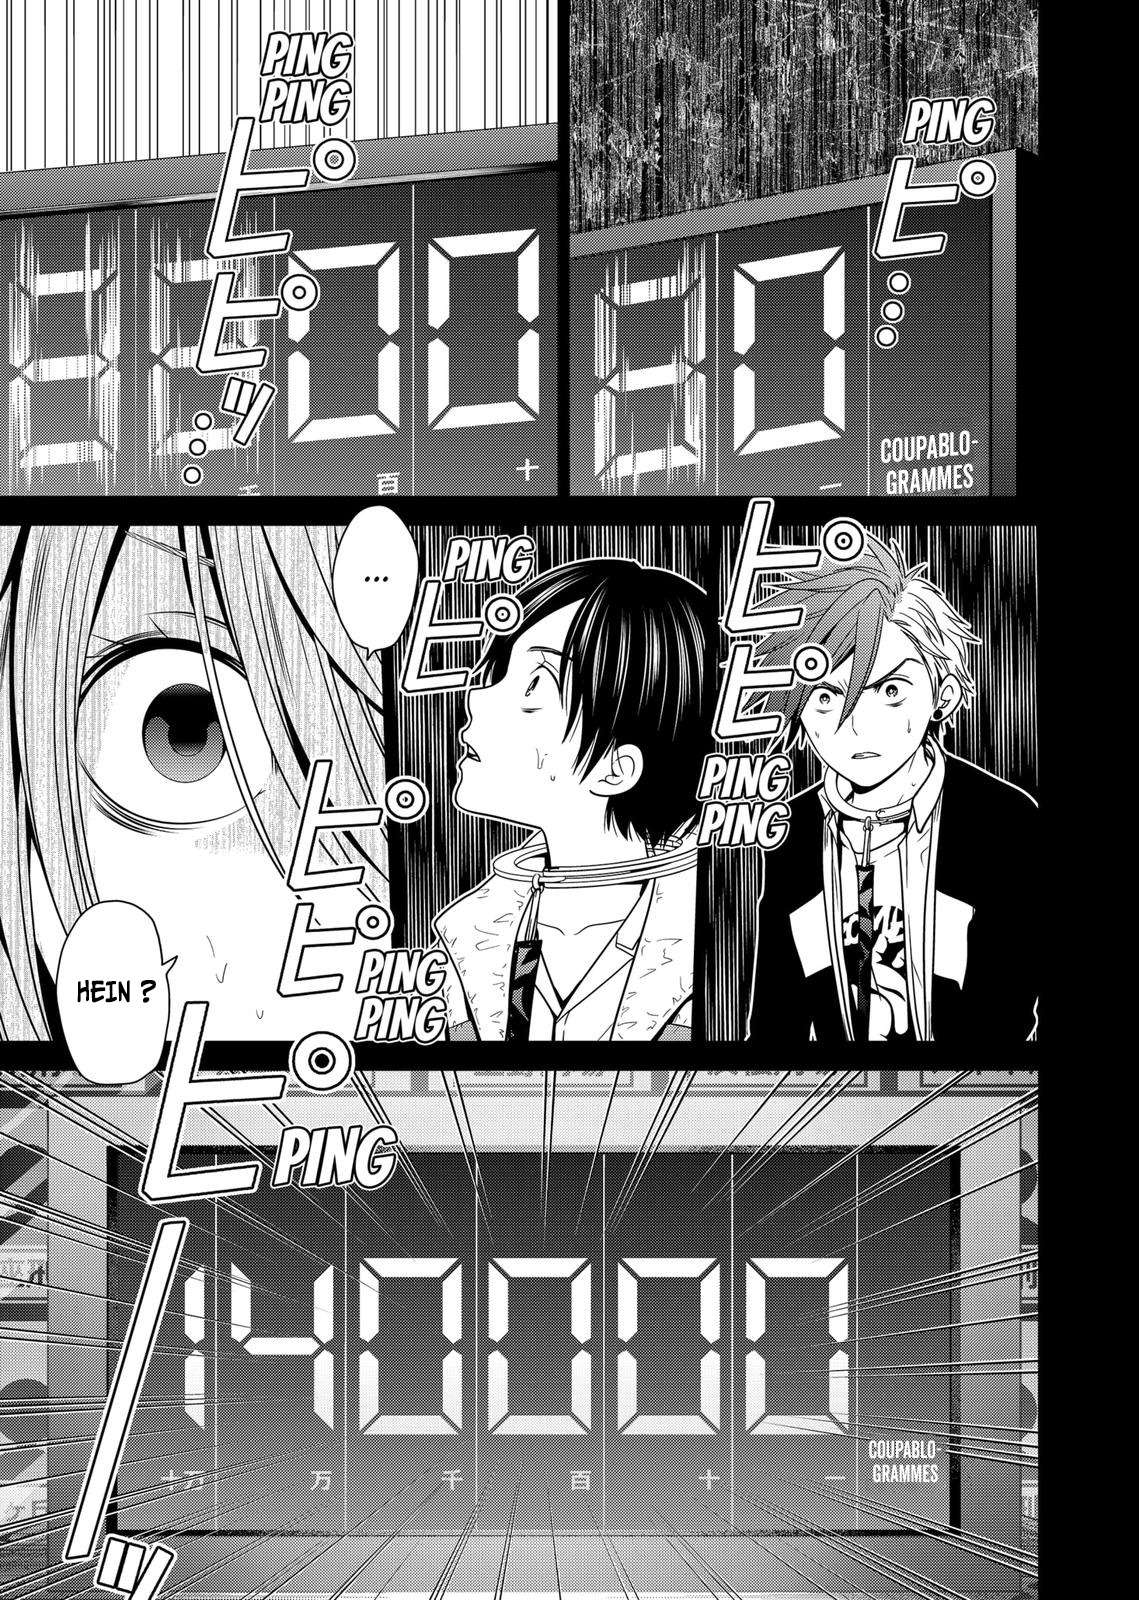 PING
ピ…
COUPABLO-
GRAMMES
一
PING
PING
ピ
ピッ…
千
百
十
ピ
ピ
PING
PING
...
PING
ピ
ピ
ピ
PING
PING
HEIN ?
ピーッ
PING
140000
COUPABLO-
GRAMMES
十万
万
千
百
十
一